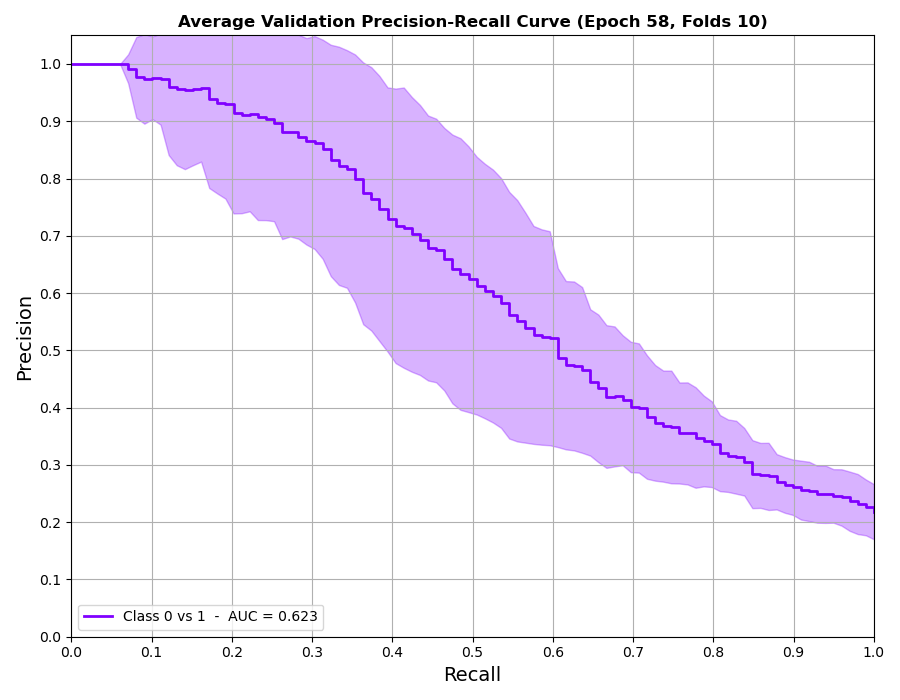 Average Validation Precision-Recall Curve (Epoch 58, Folds 10)
1.0
0.9
0.8
0.7
0.6
0.5
0.4
0.3
0.2
0.1
0.0
Precision
Class 0 vs 1 - AUC = 0.623
0.0 0.1 0.2 0.3 0.4 0.5 0.6 0.7 0.8 0.9 1.0
Recall